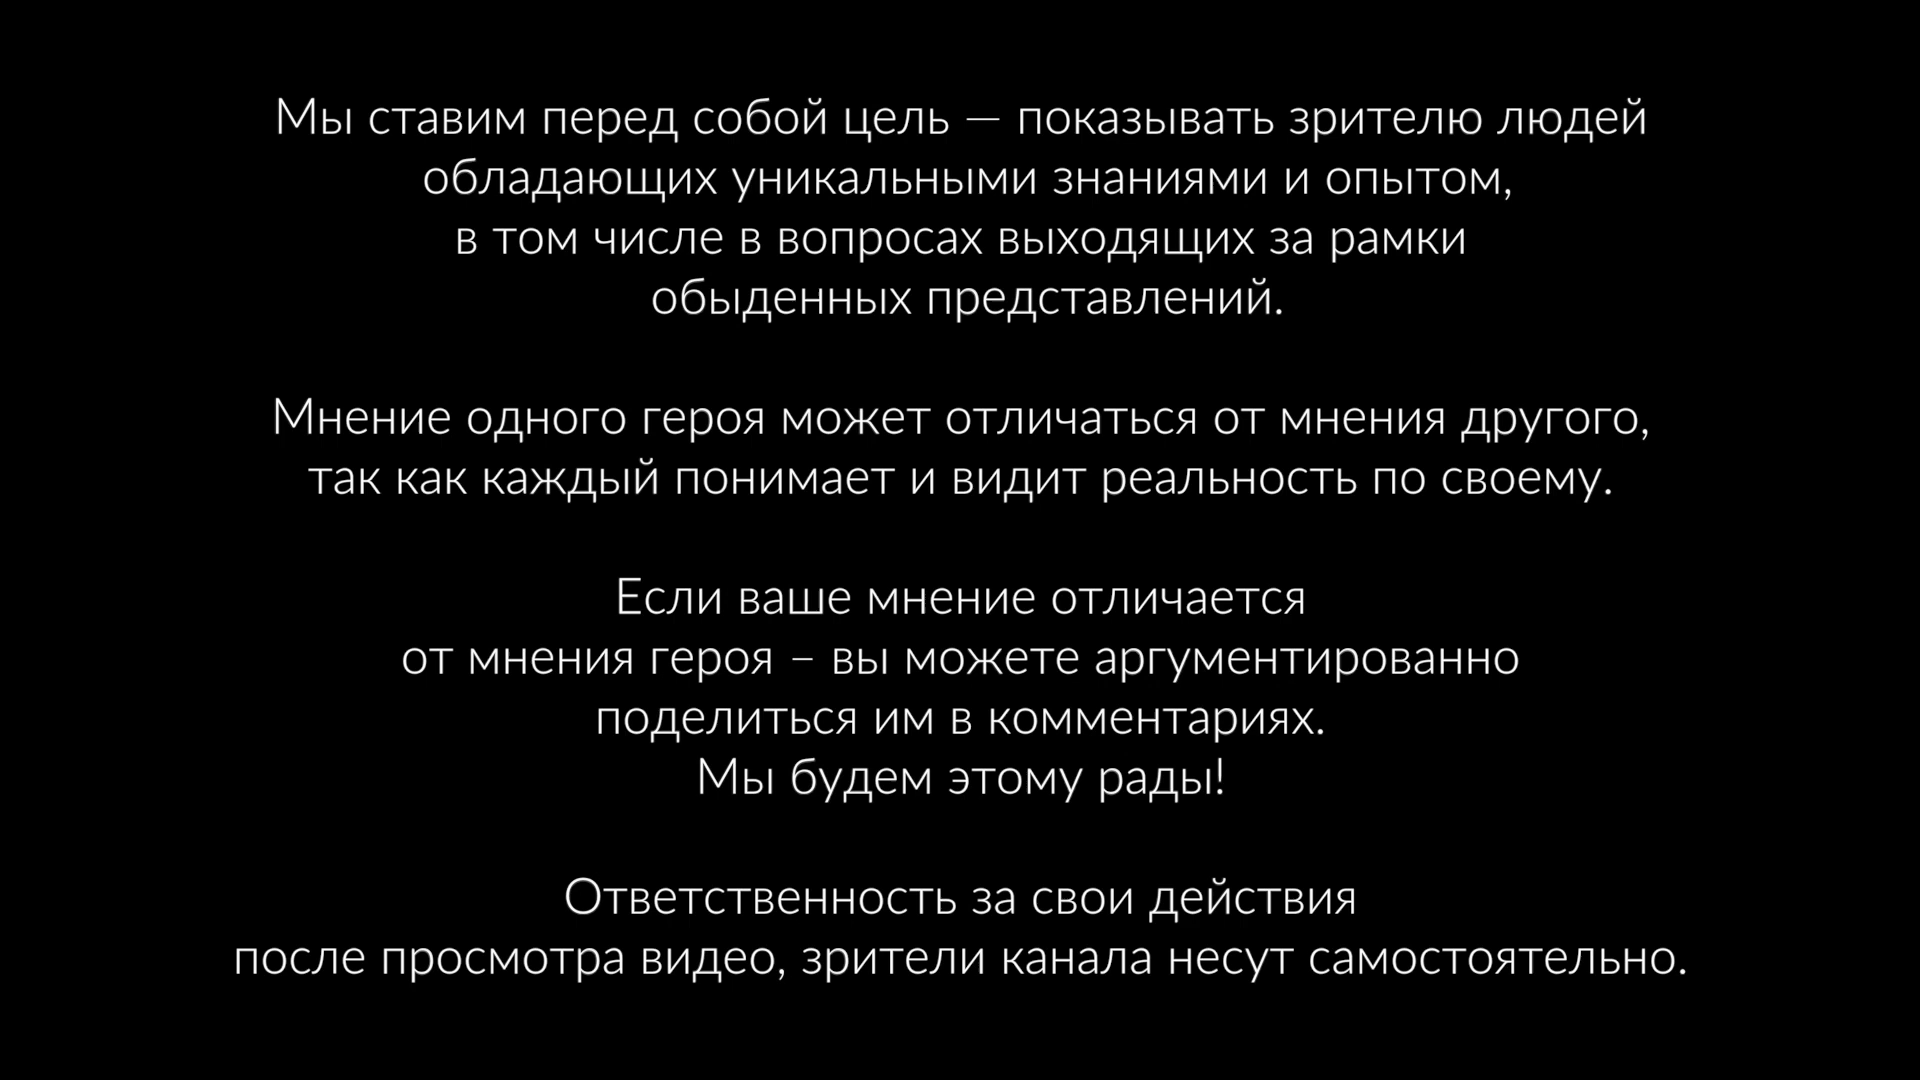 Мы ставим перед собой цель — показывать зрителю людей
обладающих уникальными знаниями и опытом,
в том числе в вопросах выходящих за рамки
обыденных представлений.
Мнение одного героя может отличаться от мнения другого,
так как каждый понимает и видит реальность по своему.
Если ваше мнение отличается
от мнения героя – вы можете аргументированно
поделиться им в комментариях.
Мы будем этому рады!
Ответственность за свои действия
после просмотра видео, зрители канала несут самостоятельно.